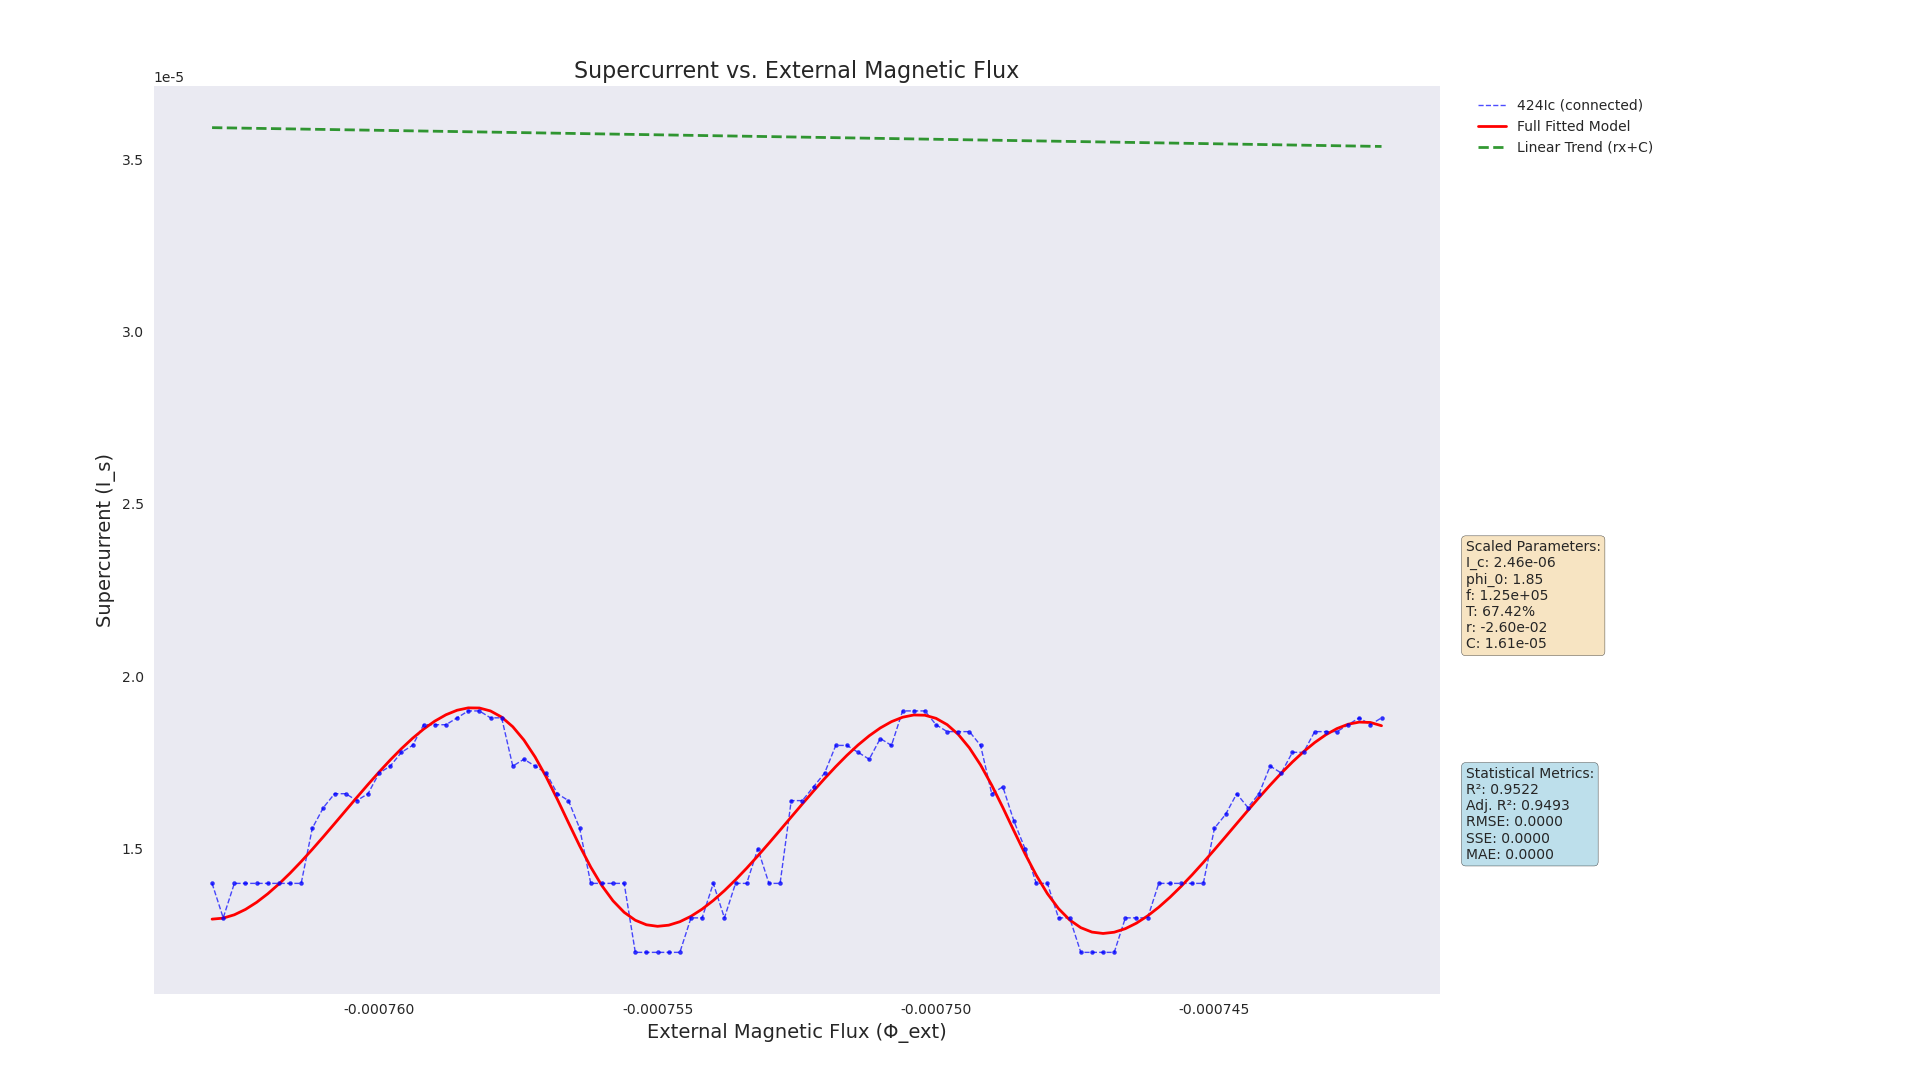 Supercurrent vs. External Magnetic Flux
1e-5
3.5
3.0
2.5
2.0
1.5
Supercurrent (I_s)
-0.000760
-0.000755
-0.000750
-0.000745
External Magnetic Flux (Φ_ext)
424Ic (connected)
Full Fitted Model
Linear Trend (rx+C)
Scaled Parameters:
I_c: 2.46e-06
phi_0: 1.85
f: 1.25e+05
T: 67.42%
r: -2.60e-02
C: 1.61e-05
Statistical Metrics:
R²: 0.9522
Adj. R²: 0.9493
RMSE: 0.0000
SSE: 0.0000
MAE: 0.0000